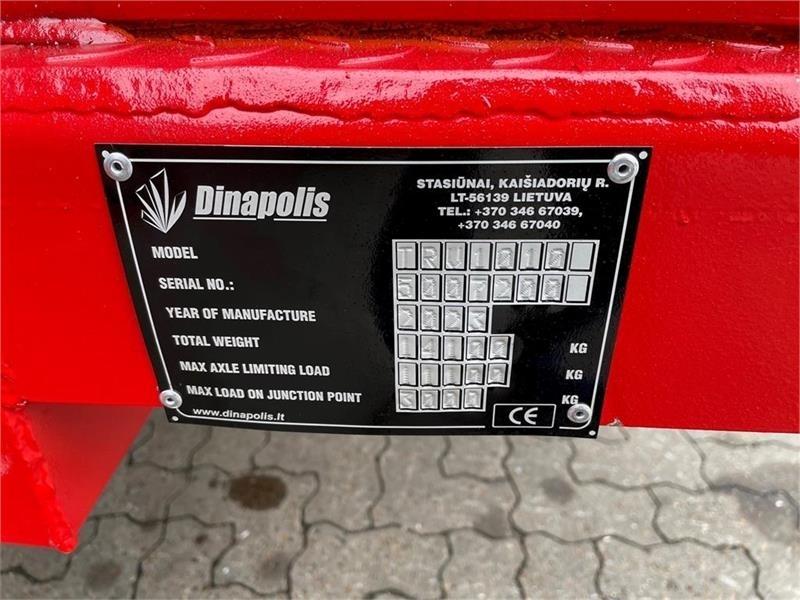 Dinapolis
STASIŪNAI, KAIŠIADORIŲ R.
LT-56139 LIETUVA
TEL.: +370 346 67039,
+370 346 67040
MODEL
SERIAL NO.:
YEAR OF MANUFACTURE
TOTAL WEIGHT KG
MAX AXLE LIMITING LOAD KG
MAX LOAD ON JUNCTION POINT KG
www.dinapolis.lt CE